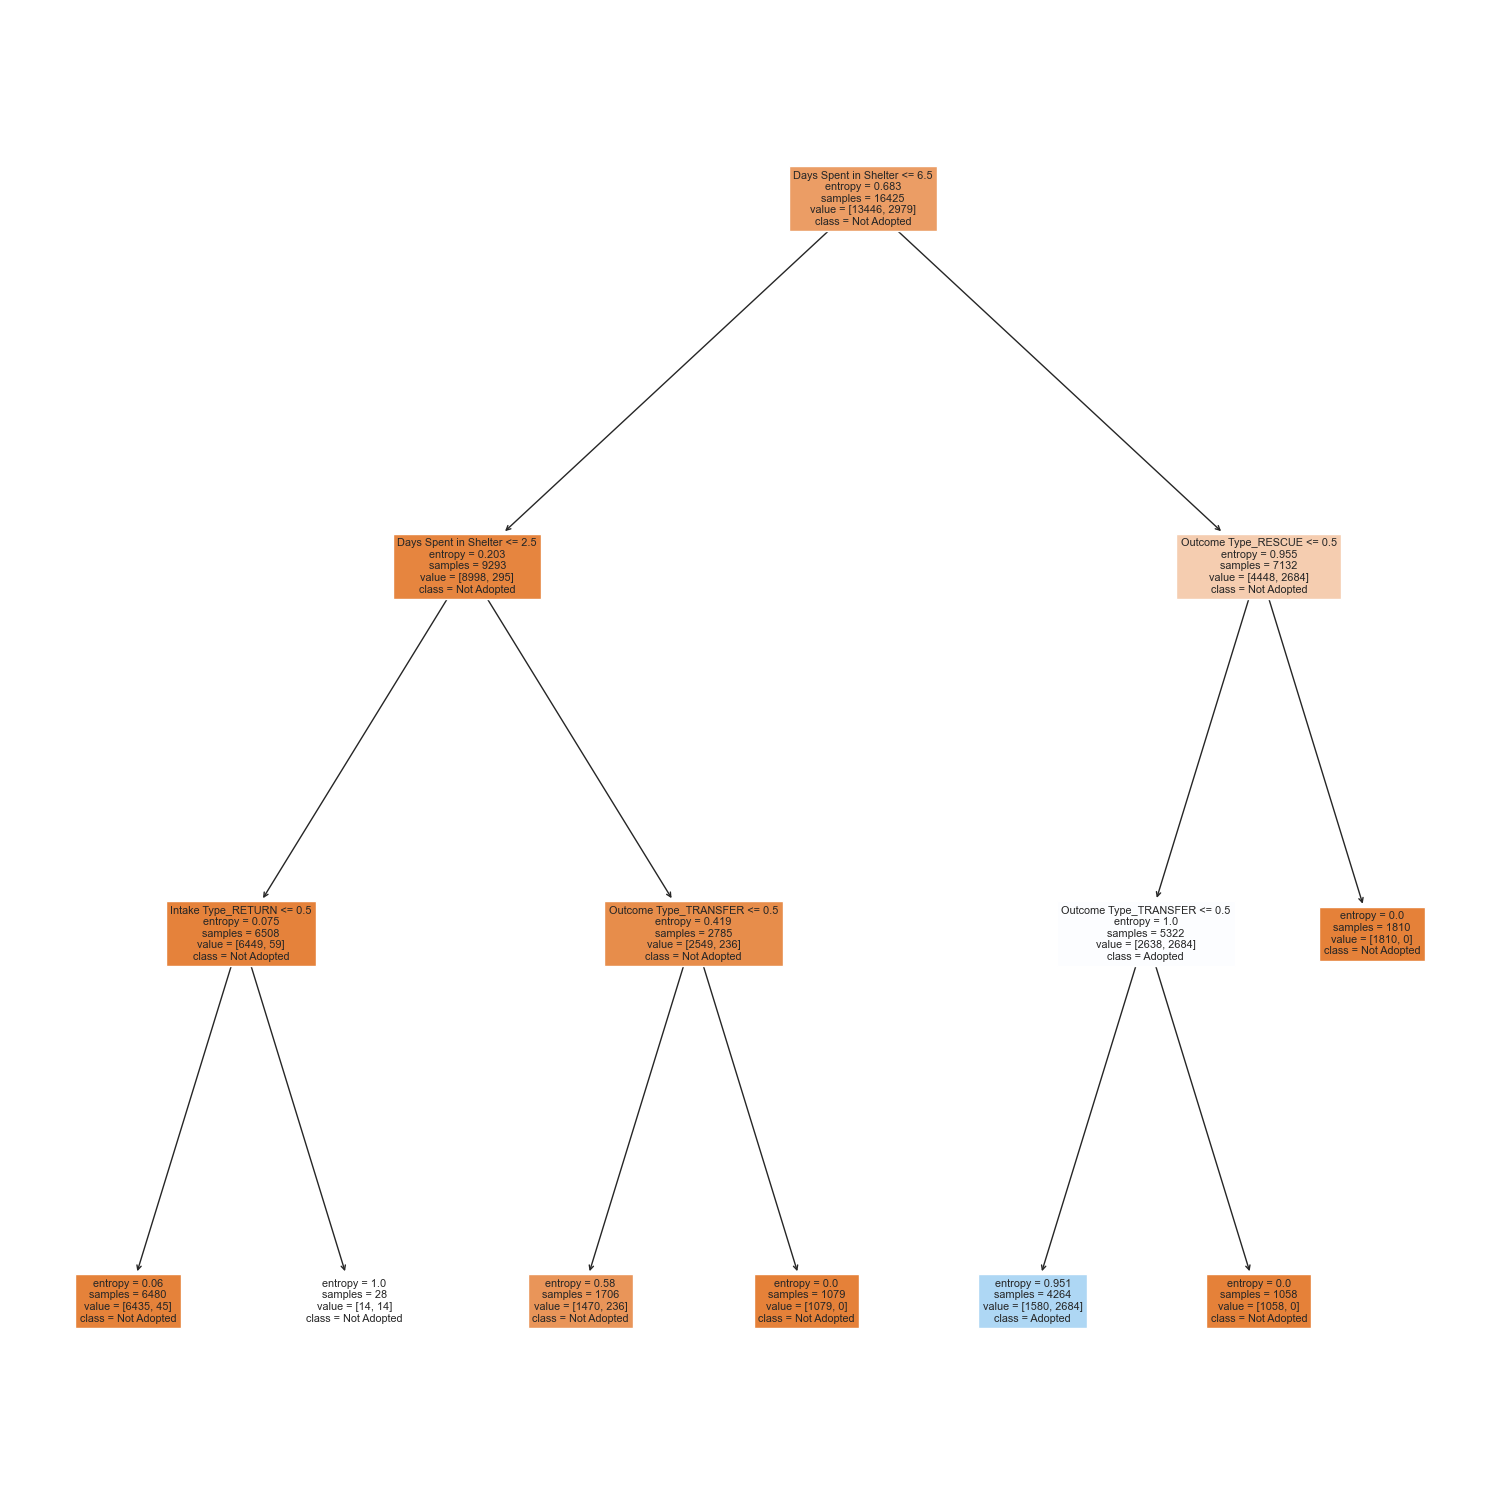 Days Spent in Shelter <= 6.5
entropy = 0.683
samples = 16425
value = [13446, 2979]
class = Not Adopted
Days Spent in Shelter <= 2.5
entropy = 0.203
samples = 9293
value = [8998, 295]
class = Not Adopted
Outcome Type_RESCUE <= 0.5
entropy = 0.955
samples = 7132
value = [4448, 2684]
class = Not Adopted
Intake Type_RETURN <= 0.5
entropy = 0.075
samples = 6508
value = [6449, 59]
class = Not Adopted
Outcome Type_TRANSFER <= 0.5
entropy = 0.419
samples = 2785
value = [2549, 236]
class = Not Adopted
Outcome Type_TRANSFER <= 0.5
entropy = 1.0
samples = 5322
value = [2638, 2684]
class = Adopted
entropy = 0.0
samples = 1810
value = [1810, 0]
class = Not Adopted
entropy = 0.06
samples = 6480
value = [6435, 45]
class = Not Adopted
entropy = 1.0
samples = 28
value = [14, 14]
class = Not Adopted
entropy = 0.58
samples = 1706
value = [1470, 236]
class = Not Adopted
entropy = 0.0
samples = 1079
value = [1079, 0]
class = Not Adopted
entropy = 0.951
samples = 4264
value = [1580, 2684]
class = Adopted
entropy = 0.0
samples = 1058
value = [1058, 0]
class = Not Adopted